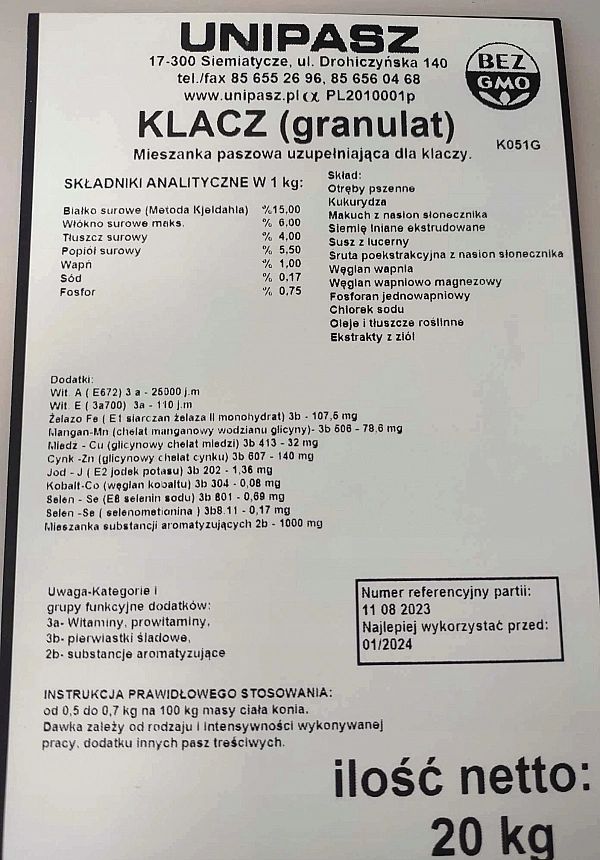 UNIPASZ
17-300 Siemiatycze, ul. Drohiczyńska 140
tel./fax 85 655 26 96, 85 656 04 68
www.unipasz.pl α PL2010001p
BEZ
GMO
KLACZ (granulat)
K051G
Mieszanka paszowa uzupełniająca dla klaczy.
SKŁADNIKI ANALITYCZNE W 1 kg:
Białko surowe (Metoda Kjeldahla) %15,00
Włókno surowe maks. % 6,00
Tłuszcz surowy % 4,00
Popiół surowy % 5,50
Wapń % 1,00
Sód % 0,17
Fosfor % 0,75
Skład:
Otręby pszenne
Kukurydza
Makuch z nasion słonecznika
Siemię lniane ekstrudowane
Susz z lucerny
Śruta poekstrakcyjna z nasion słonecznika
Węglan wapnia
Węglan wapniowo magnezowy
Fosforan jednowapniowy
Chlorek sodu
Oleje i tłuszcze roślinne
Ekstrakty z ziół
Dodatki:
Wit. A ( E672) 3 a - 25000 j.m
Wit. E ( 3a700) 3a - 110 j.m
Żelazo Fe ( E1 siarczan żelaza II monohydrat) 3b - 107,5 mg
Mangan-Mn (chelat manganowy wodzianu glicyny)- 3b 506 - 78,6 mg
Miedź - Cu (glicynowy chelat miedzi) 3b 413 - 32 mg
Cynk -Zn (glicynowy chelat cynku) 3b 607 - 140 mg
Jod - J ( E2 jodek potasu) 3b 202 - 1,36 mg
Kobalt-Co (węglan kobaltu) 3b 304 - 0,08 mg
Selen - Se (E8 selenin sodu) 3b 801 - 0,69 mg
Selen -Se ( selenometionina ) 3b8.11 - 0,17 mg
Mieszanka substancji aromatyzujących 2b - 1000 mg
Uwaga-Kategorie i
grupy funkcyjne dodatków:
3a- Witaminy, prowitaminy,
3b- pierwiastki śladowe,
2b- substancje aromatyzujące
Numer referencyjny partii:
11 08 2023
Najlepiej wykorzystać przed:
01/2024
INSTRUKCJA PRAWIDŁOWEGO STOSOWANIA:
od 0,5 do 0,7 kg na 100 kg masy ciała konia.
Dawka zależy od rodzaju i intensywności wykonywanej
pracy, dodatku innych pasz treściwych.
ilość netto:
20 kg